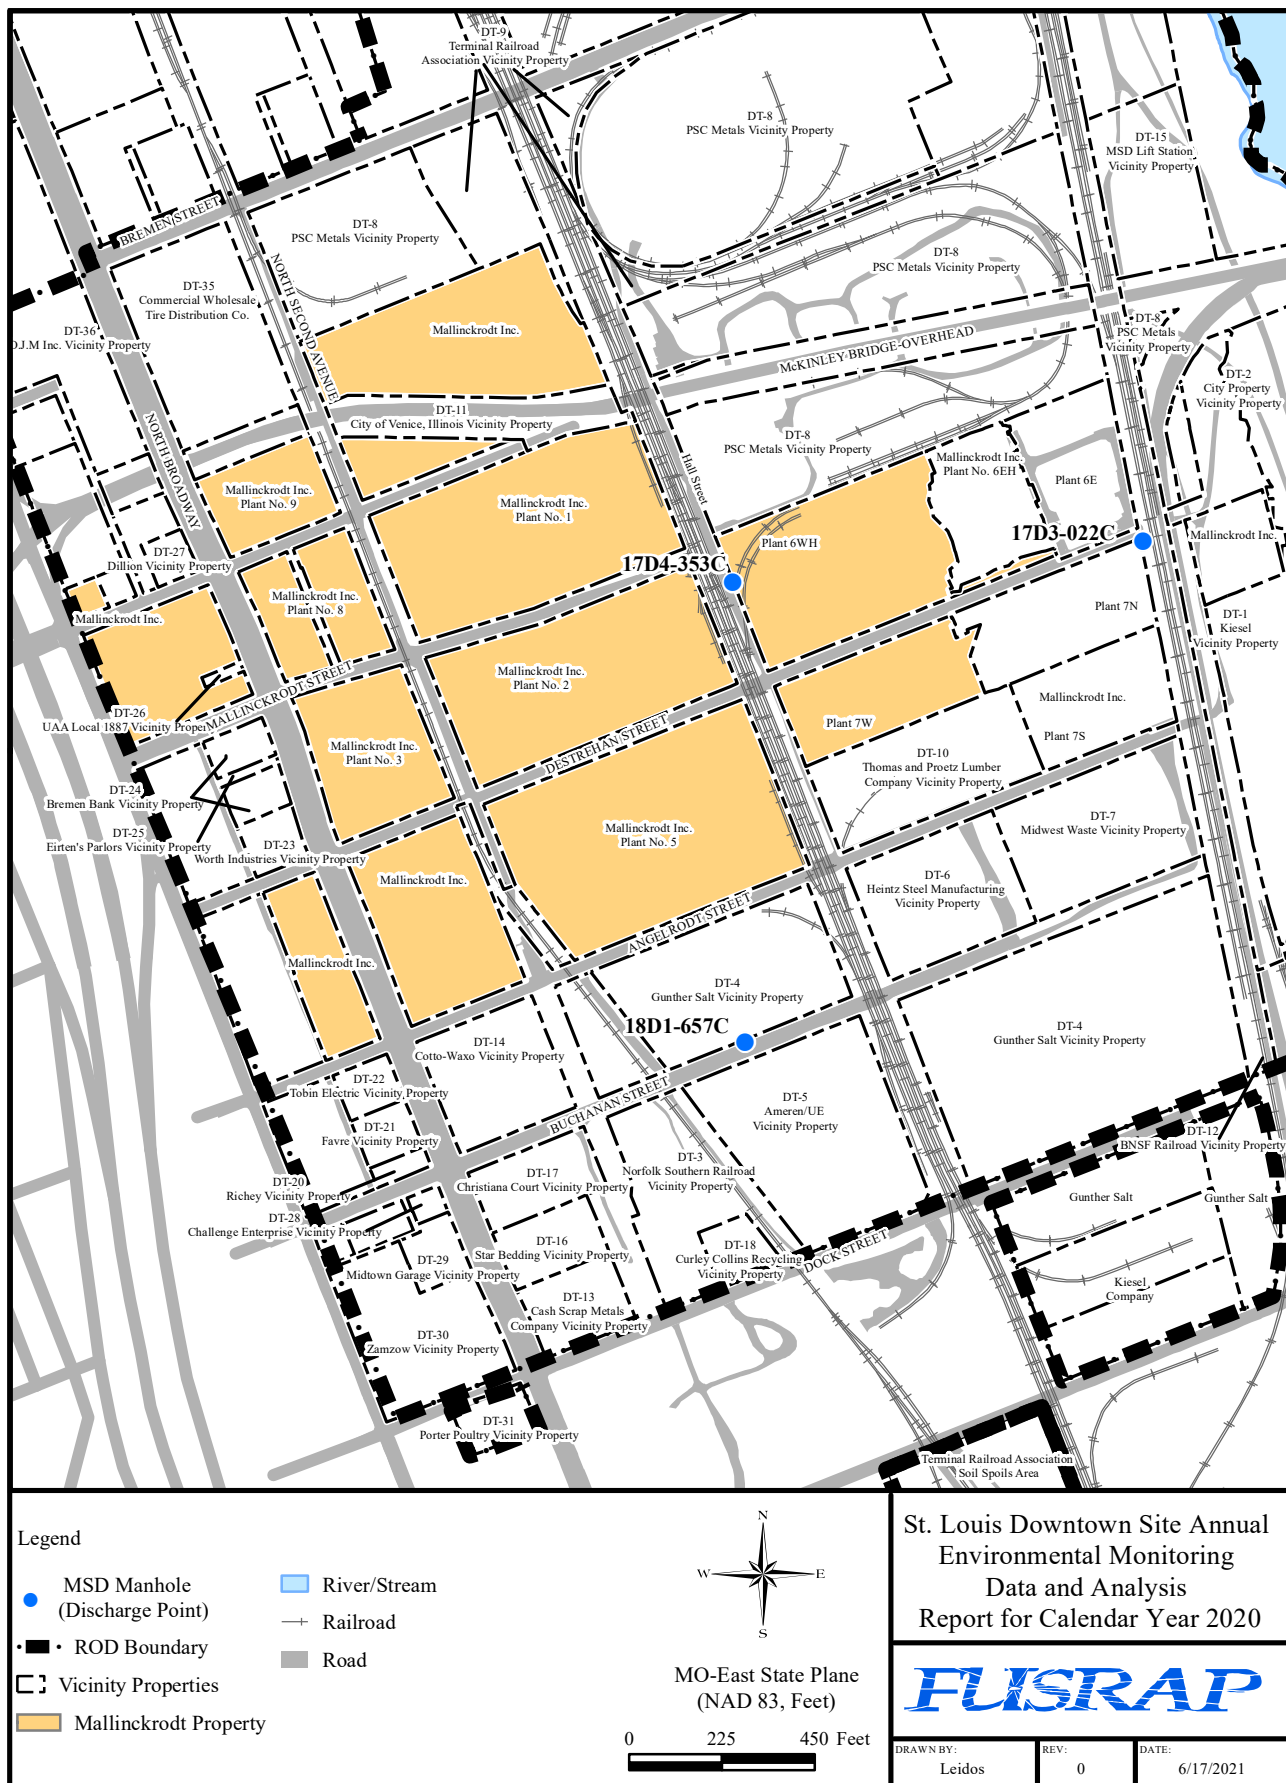 DT-9
Terminal Railroad
Association Vicinity Property
DT-8
PSC Metals Vicinity Property
DT-15
MSD Lift Station
Vicinity Property
BREMEN STREET
DT-8
PSC Metals Vicinity Property
DT-8
PSC Metals Vicinity Property
NORTH SECOND AVENUE
DT-35
Commercial Wholesale
Tire Distribution Co.
DT-36
O.J.M Inc. Vicinity Property
Mallinckrodt Inc.
McKINLEY BRIDGE-OVERHEAD
DT-8
PSC Metals
Vicinity Property
DT-2
City Property
Vicinity Property
DT-11
City of Venice, Illinois Vicinity Property
NORTH BROADWAY
DT-8
PSC Metals Vicinity Property
Hall Street
Mallinckrodt Inc.
Plant No. 6EH
Plant 6E
Mallinckrodt Inc.
Plant No. 9
Mallinckrodt Inc.
Plant No. 1
17D3-022C
Mallinckrodt Inc.
Plant 6WH
DT-27
Dillion Vicinity Property
17D4-353C
Mallinckrodt Inc.
Plant No. 8
Mallinckrodt Inc.
Plant 7N
DT-1
Kiesel
Vicinity Property
Mallinckrodt Inc.
Plant No. 2
MALLINCKRODT STREET
Mallinckrodt Inc.
DT-26
UAA Local 1887 Vicinity Property
Plant 7W
Plant 7S
DESTREHAN STREET
Mallinckrodt Inc.
Plant No. 3
DT-10
Thomas and Proetz Lumber
Company Vicinity Property
DT-24
Bremen Bank Vicinity Property
DT-25
Eirten's Parlors Vicinity Property
DT-23
Worth Industries Vicinity Property
Mallinckrodt Inc.
Plant No. 5
DT-7
Midwest Waste Vicinity Property
Mallinckrodt Inc.
DT-6
Heintz Steel Manufacturing
Vicinity Property
ANGELRODT STREET
Mallinckrodt Inc.
DT-4
Gunther Salt Vicinity Property
18D1-657C
DT-4
Gunther Salt Vicinity Property
DT-14
Cotto-Waxo Vicinity Property
DT-22
Tobin Electric Vicinity Property
BUCHANAN STREET
DT-5
Ameren/UE
Vicinity Property
DT-21
Favre Vicinity Property
DT-12
BNSF Railroad Vicinity Property
DT-3
Norfolk Southern Railroad
Vicinity Property
DT-17
Christiana Court Vicinity Property
DT-20
Richey Vicinity Property
Gunther Salt
Gunther Salt
DT-28
Challenge Enterprise Vicinity Property
DT-16
Star Bedding Vicinity Property
DT-18
Curley Collins Recycling
Vicinity Property
DOCK STREET
DT-29
Midtown Garage Vicinity Property
Kiesel
Company
DT-13
Cash Scrap Metals
Company Vicinity Property
DT-30
Zamzow Vicinity Property
DT-31
Porter Poultry Vicinity Property
Terminal Railroad Association
Soil Spoils Area
Legend
MSD Manhole
(Discharge Point)
ROD Boundary
Vicinity Properties
Mallinckrodt Property
River/Stream
Railroad
Road
N
W
E
S
MO-East State Plane
(NAD 83, Feet)
0 225 450 Feet
St. Louis Downtown Site Annual
Environmental Monitoring
Data and Analysis
Report for Calendar Year 2020
FUSRAP
DRAWN BY:
Leidos
REV:
0
DATE:
6/17/2021